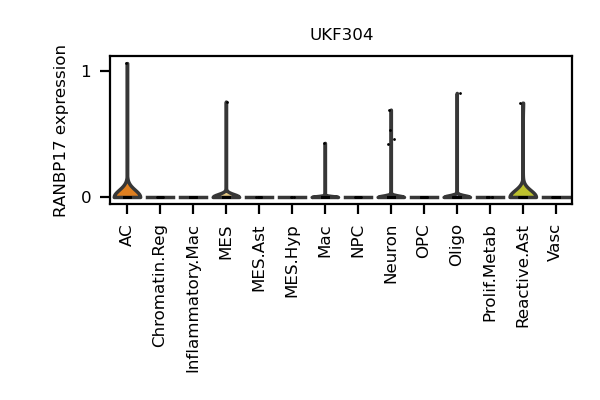 UKF304
RANBP17 expression
1
0
AC
Chromatin.Reg
Inflammatory.Mac
MES
MES.Ast
MES.Hyp
Mac
NPC
Neuron
OPC
Oligo
Prolif.Metab
Reactive.Ast
Vasc